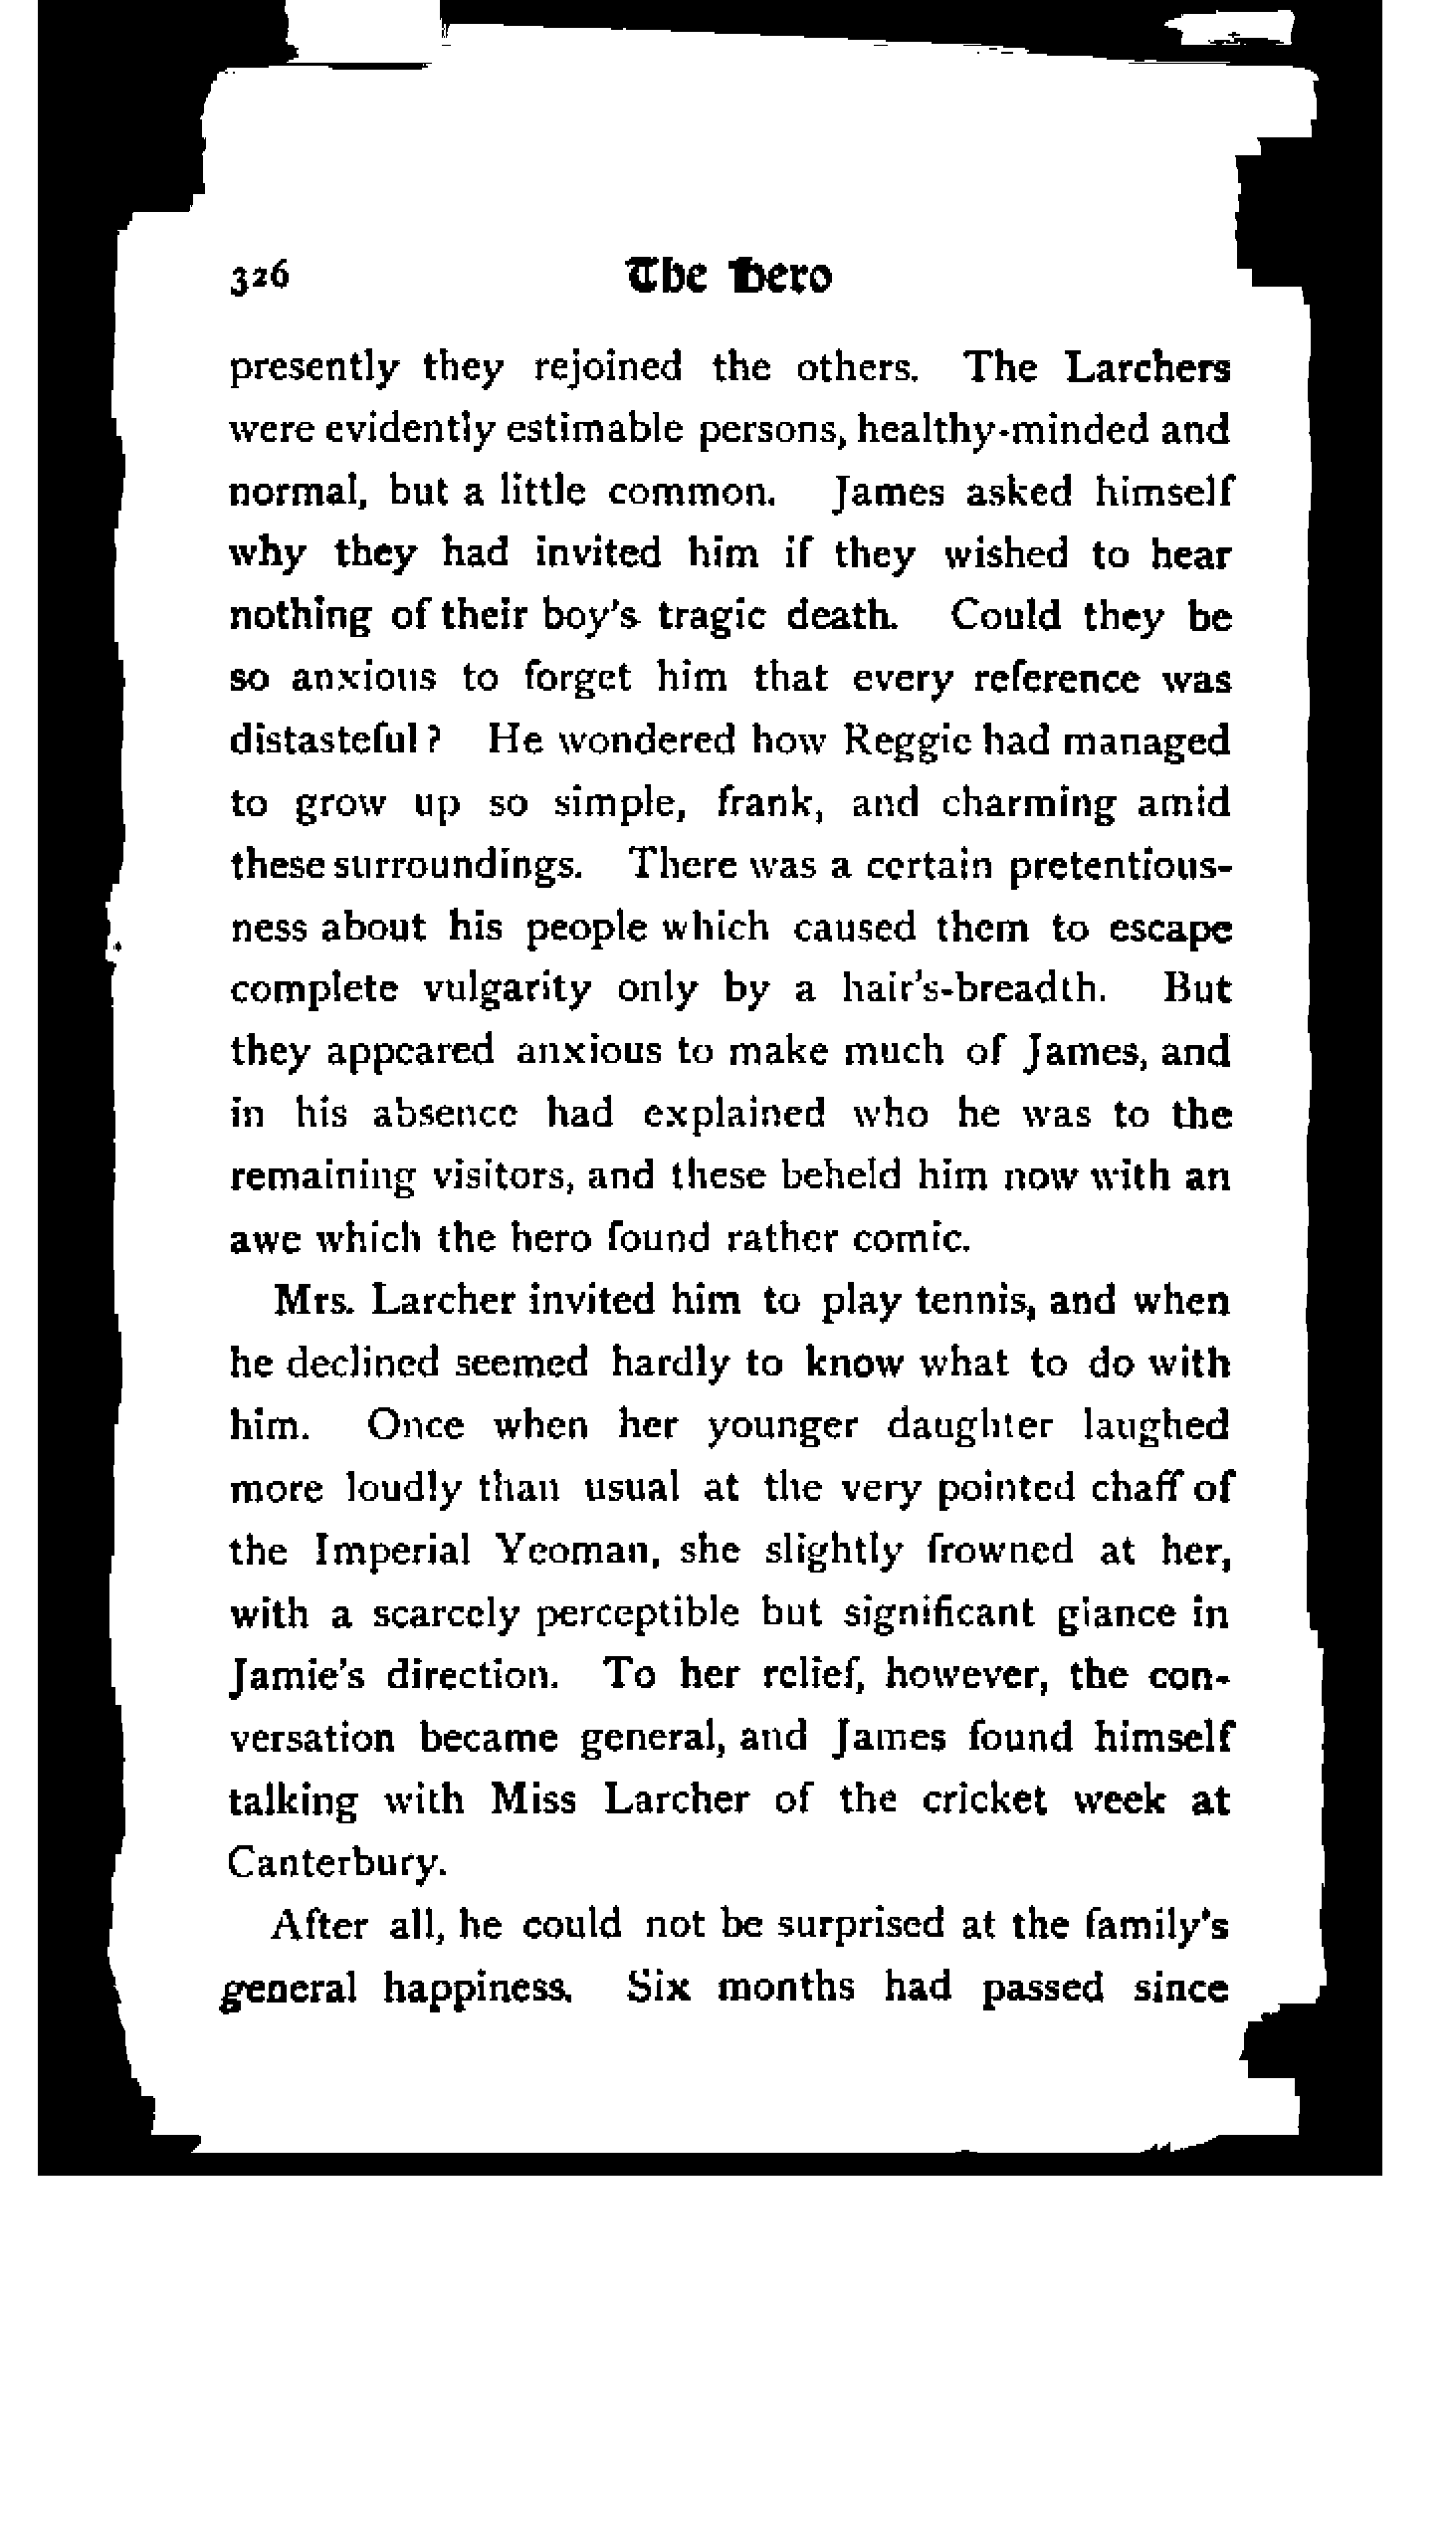 326 The Hero
presently they rejoined the others. The Larchers
were evidently estimable persons, healthy-minded and
normal, but a little common. James asked himself
why they had invited him if they wished to hear
nothing of their boy's tragic death. Could they be
so anxious to forget him that every reference was
distasteful? He wondered how Reggie had managed
to grow up so simple, frank, and charming amid
these surroundings. There was a certain pretentious-
ness about his people which caused them to escape
complete vulgarity only by a hair's-breadth. But
they appeared anxious to make much of James, and
in his absence had explained who he was to the
remaining visitors, and these beheld him now with an
awe which the hero found rather comic.
Mrs. Larcher invited him to play tennis, and when
he declined seemed hardly to know what to do with
him. Once when her younger daughter laughed
more loudly than usual at the very pointed chaff of
the Imperial Yeoman, she slightly frowned at her,
with a scarcely perceptible but significant glance in
Jamie's direction. To her relief, however, the con-
versation became general, and James found himself
talking with Miss Larcher of the cricket week at
Canterbury.
After all, he could not be surprised at the family's
general happiness. Six months had passed since